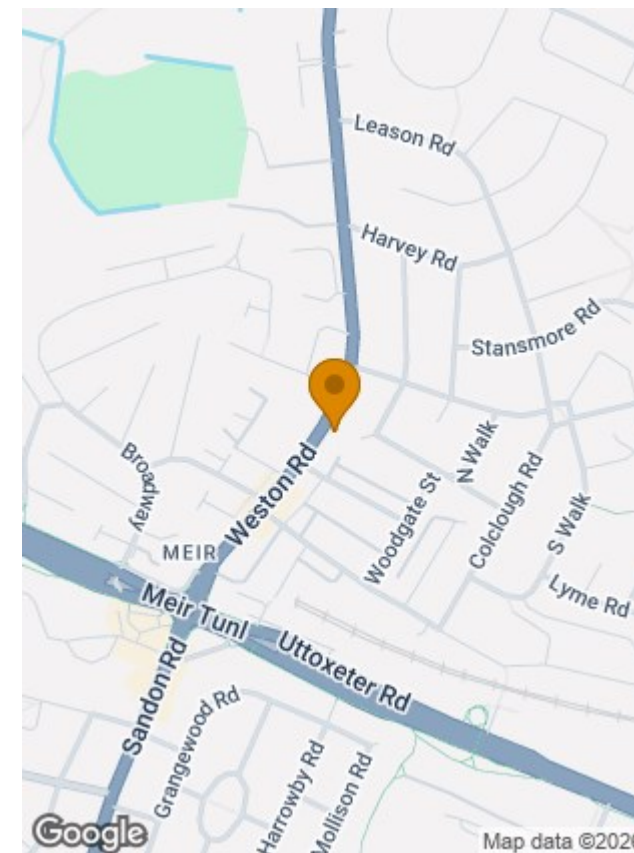 Leason Rd
Harvey Rd
Stansmore Rd
Broadway
Weston Rd
N Walk
Woodgate St
Colclough Rd
S Walk
MEIR
Meir Tunl
Lyme Rd
Uttoxeter Rd
Sandon Rd
Grangewood Rd
Harrowby Rd
Mollison Rd
Google
Map data ©2026